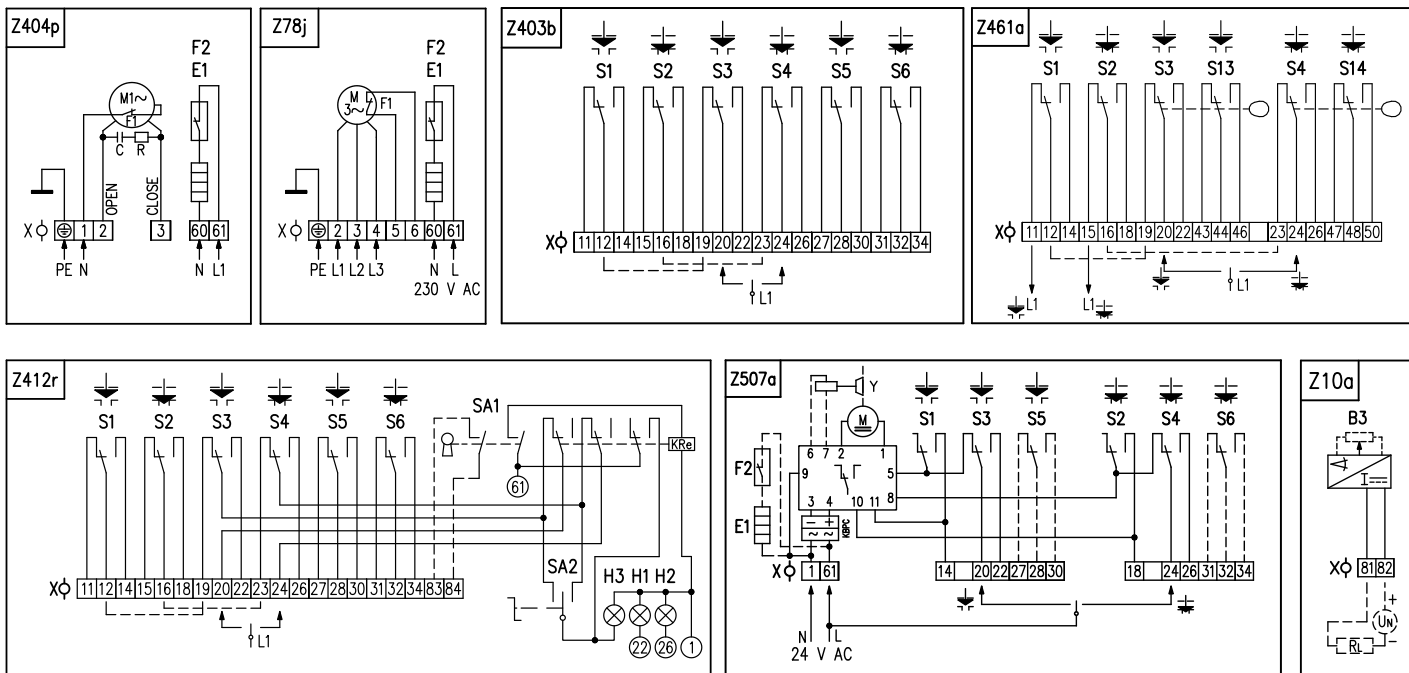 Z404p
F2
E1
M1~
F1
C R
OPEN
CLOSE
X 1 2 3 60 61
PE N N L1
Z78j
F2
E1
M
3~
F1
X 2 3 4 5 6 60 61
PE L1 L2 L3 N L
230 V AC
Z403b
S1 S2 S3 S4 S5 S6
X 11 12 14 15 16 18 19 20 22 23 24 26 27 28 30 31 32 34
L1
Z461a
S1 S2 S3 S13 S4 S14
X 11 12 14 15 16 18 19 20 22 43 44 46 23 24 26 47 48 50
L1 L1 L1
Z412r
S1 S2 S3 S4 S5 S6
SA1
KRe
61
X 11 12 14 15 16 18 19 20 22 23 24 26 27 28 30 31 32 34 83 84
L1
SA2
H3 H1 H2
22 26 1
Z507a
Y
M
S1 S3 S5 S2 S4 S6
F2
E1
6 7 2 1
9 5
8
3 4 10 11
− +
~ ~
KBPC
X 1 61 14 20 22 27 28 30 18 24 26 31 32 34
N L
24 V AC
Z10a
B3
I
X 81 82
+
UN
−
RL